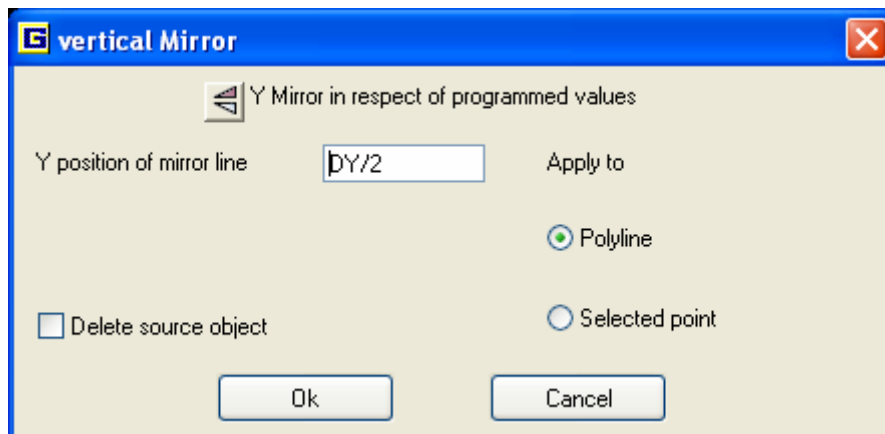 G vertical Mirror
Y Mirror in respect of programmed values
Y position of mirror line DY/2 Apply to
Polyline
Delete source object Selected point
Ok Cancel